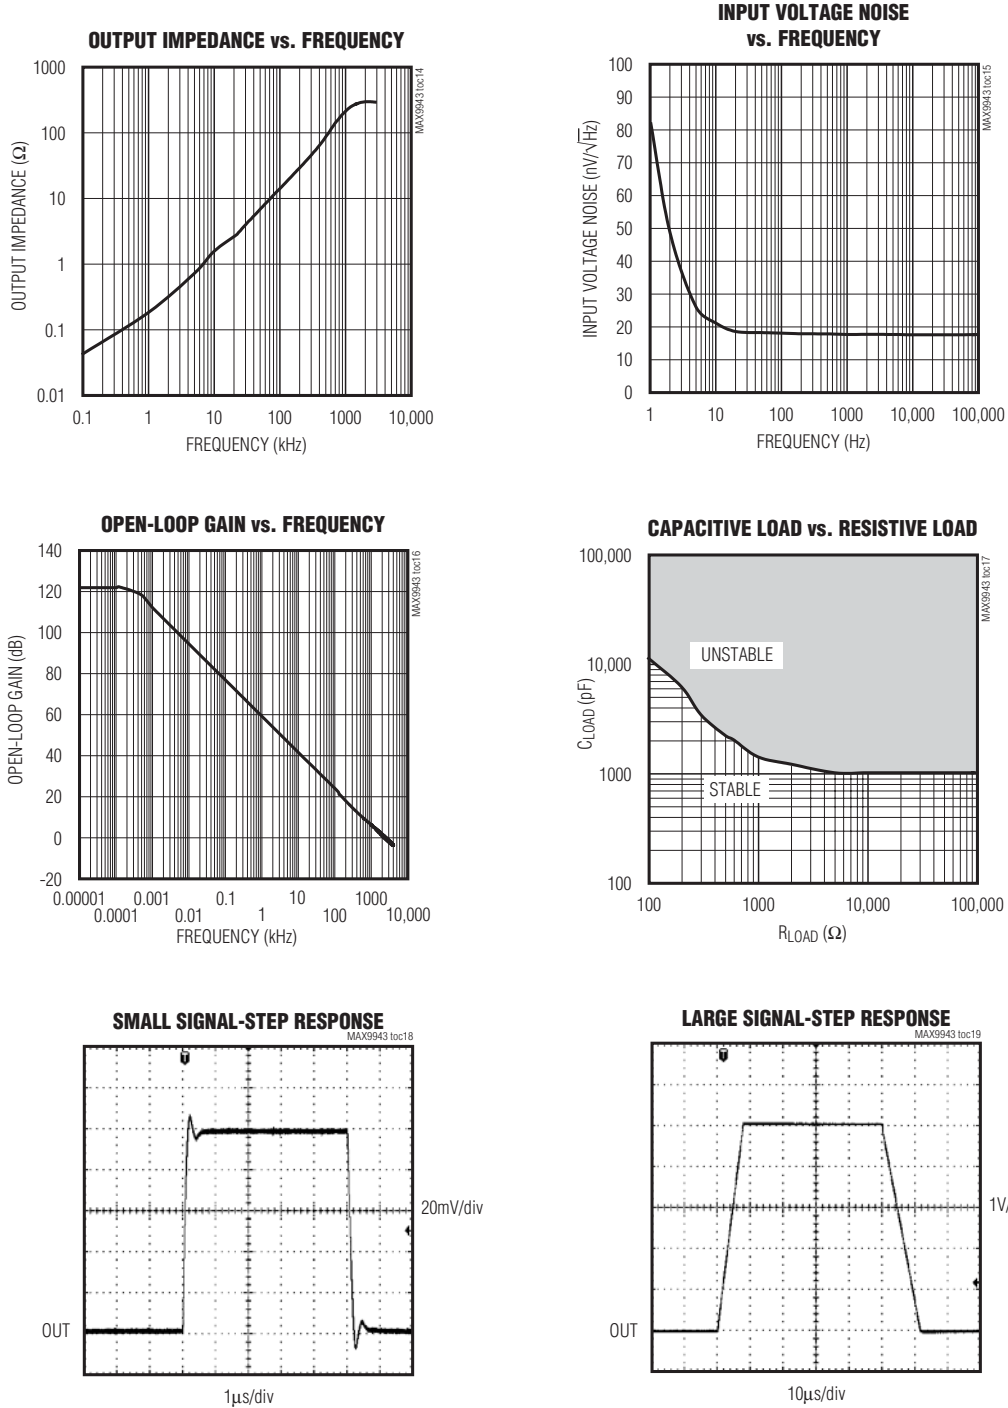 OUTPUT IMPEDANCE vs. FREQUENCY
MAX9943 toc14
OUTPUT IMPEDANCE (Ω)
1000
100
10
1
0.1
0.01
0.1 1 10 100 1000 10,000
FREQUENCY (kHz)
INPUT VOLTAGE NOISE
vs. FREQUENCY
MAX9943 toc15
INPUT VOLTAGE NOISE (nV/√Hz)
100
90
80
70
60
50
40
30
20
10
0
1 10 100 1000 10,000 100,000
FREQUENCY (Hz)
OPEN-LOOP GAIN vs. FREQUENCY
MAX9943 toc16
OPEN-LOOP GAIN (dB)
140
120
100
80
60
40
20
0
-20
0.00001 0.001 0.1 10 1000
0.0001 0.01 1 100 10,000
FREQUENCY (kHz)
CAPACITIVE LOAD vs. RESISTIVE LOAD
MAX9943 toc17
CLOAD (pF)
100,000
10,000
1000
100
UNSTABLE
STABLE
100 1000 10,000 100,000
RLOAD (Ω)
SMALL SIGNAL-STEP RESPONSE
MAX9943 toc18
T
20mV/div
OUT
1µs/div
LARGE SIGNAL-STEP RESPONSE
MAX9943 toc19
T
1V/
OUT
10µs/div